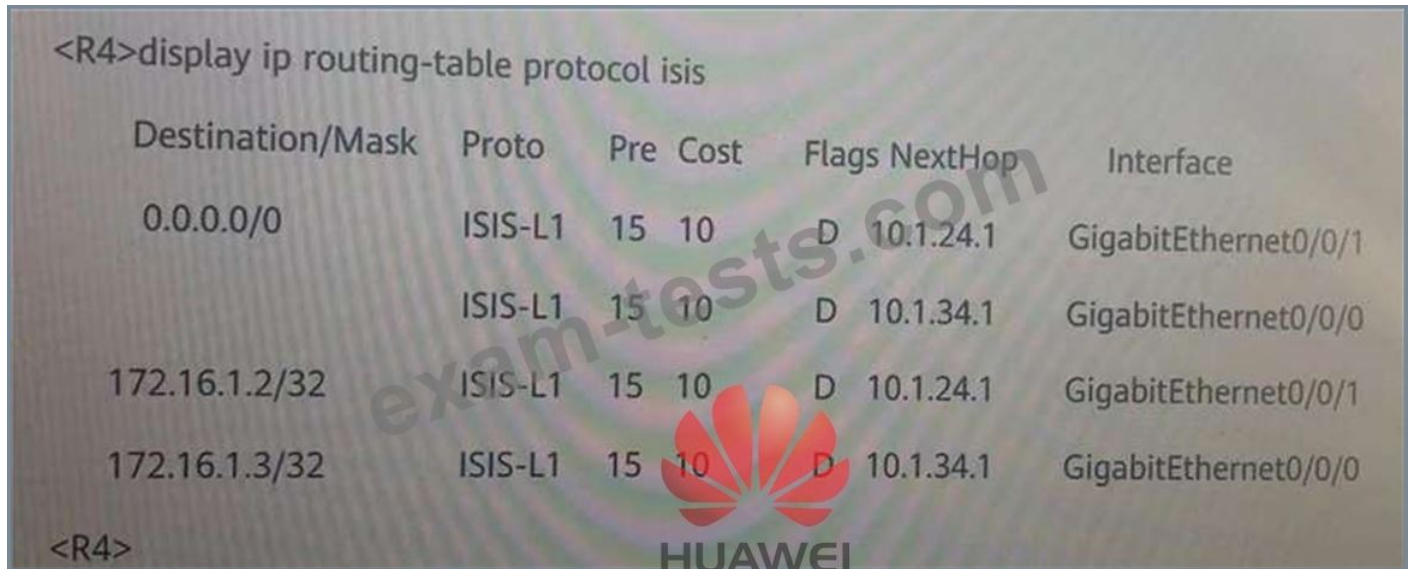 <R4>display ip routing-table protocol isis
Destination/Mask Proto Pre Cost Flags NextHop Interface
0.0.0.0/0 ISIS-L1 15 10 D 10.1.24.1 GigabitEthernet0/0/1
ISIS-L1 15 10 D 10.1.34.1 GigabitEthernet0/0/0
172.16.1.2/32 ISIS-L1 15 10 D 10.1.24.1 GigabitEthernet0/0/1
172.16.1.3/32 ISIS-L1 15 10 D 10.1.34.1 GigabitEthernet0/0/0
<R4>
exam-tests.com
HUAWEI